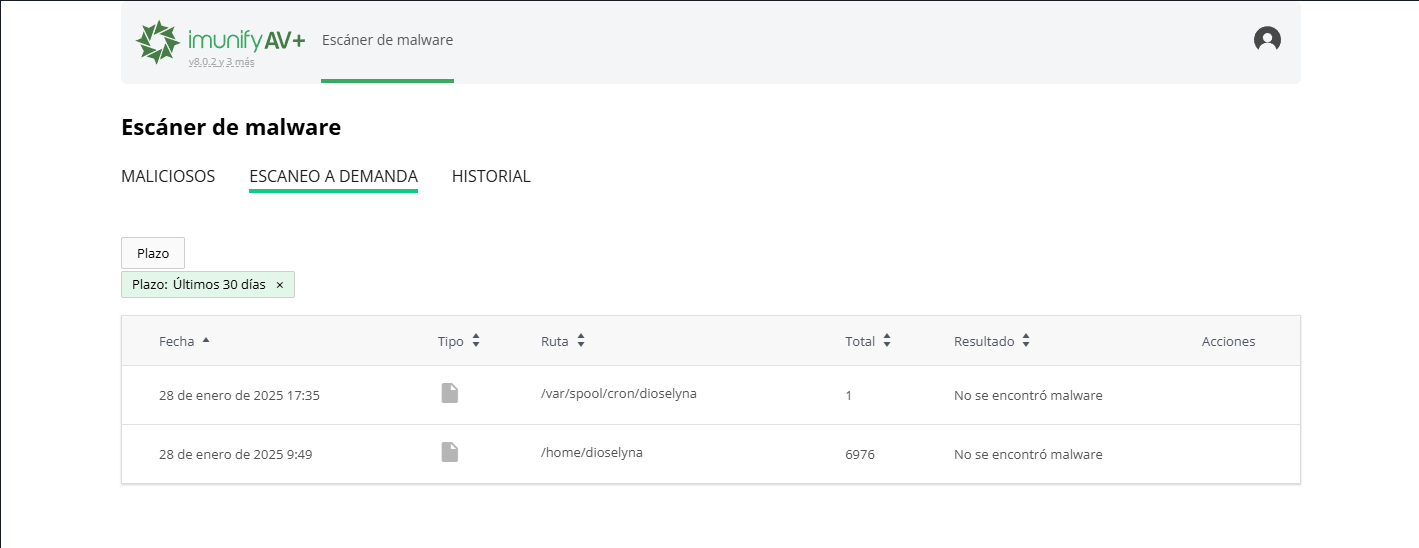 imunify AV+
Escáner de malware
v8.0.2 y 3 más
Escáner de malware
MALICIOSOS ESCANEO A DEMANDA HISTORIAL
Plazo
Plazo: Últimos 30 días ×
Fecha Tipo Ruta Total Resultado Acciones
28 de enero de 2025 17:35 /var/spool/cron/dioselyna 1 No se encontró malware
28 de enero de 2025 9:49 /home/dioselyna 6976 No se encontró malware